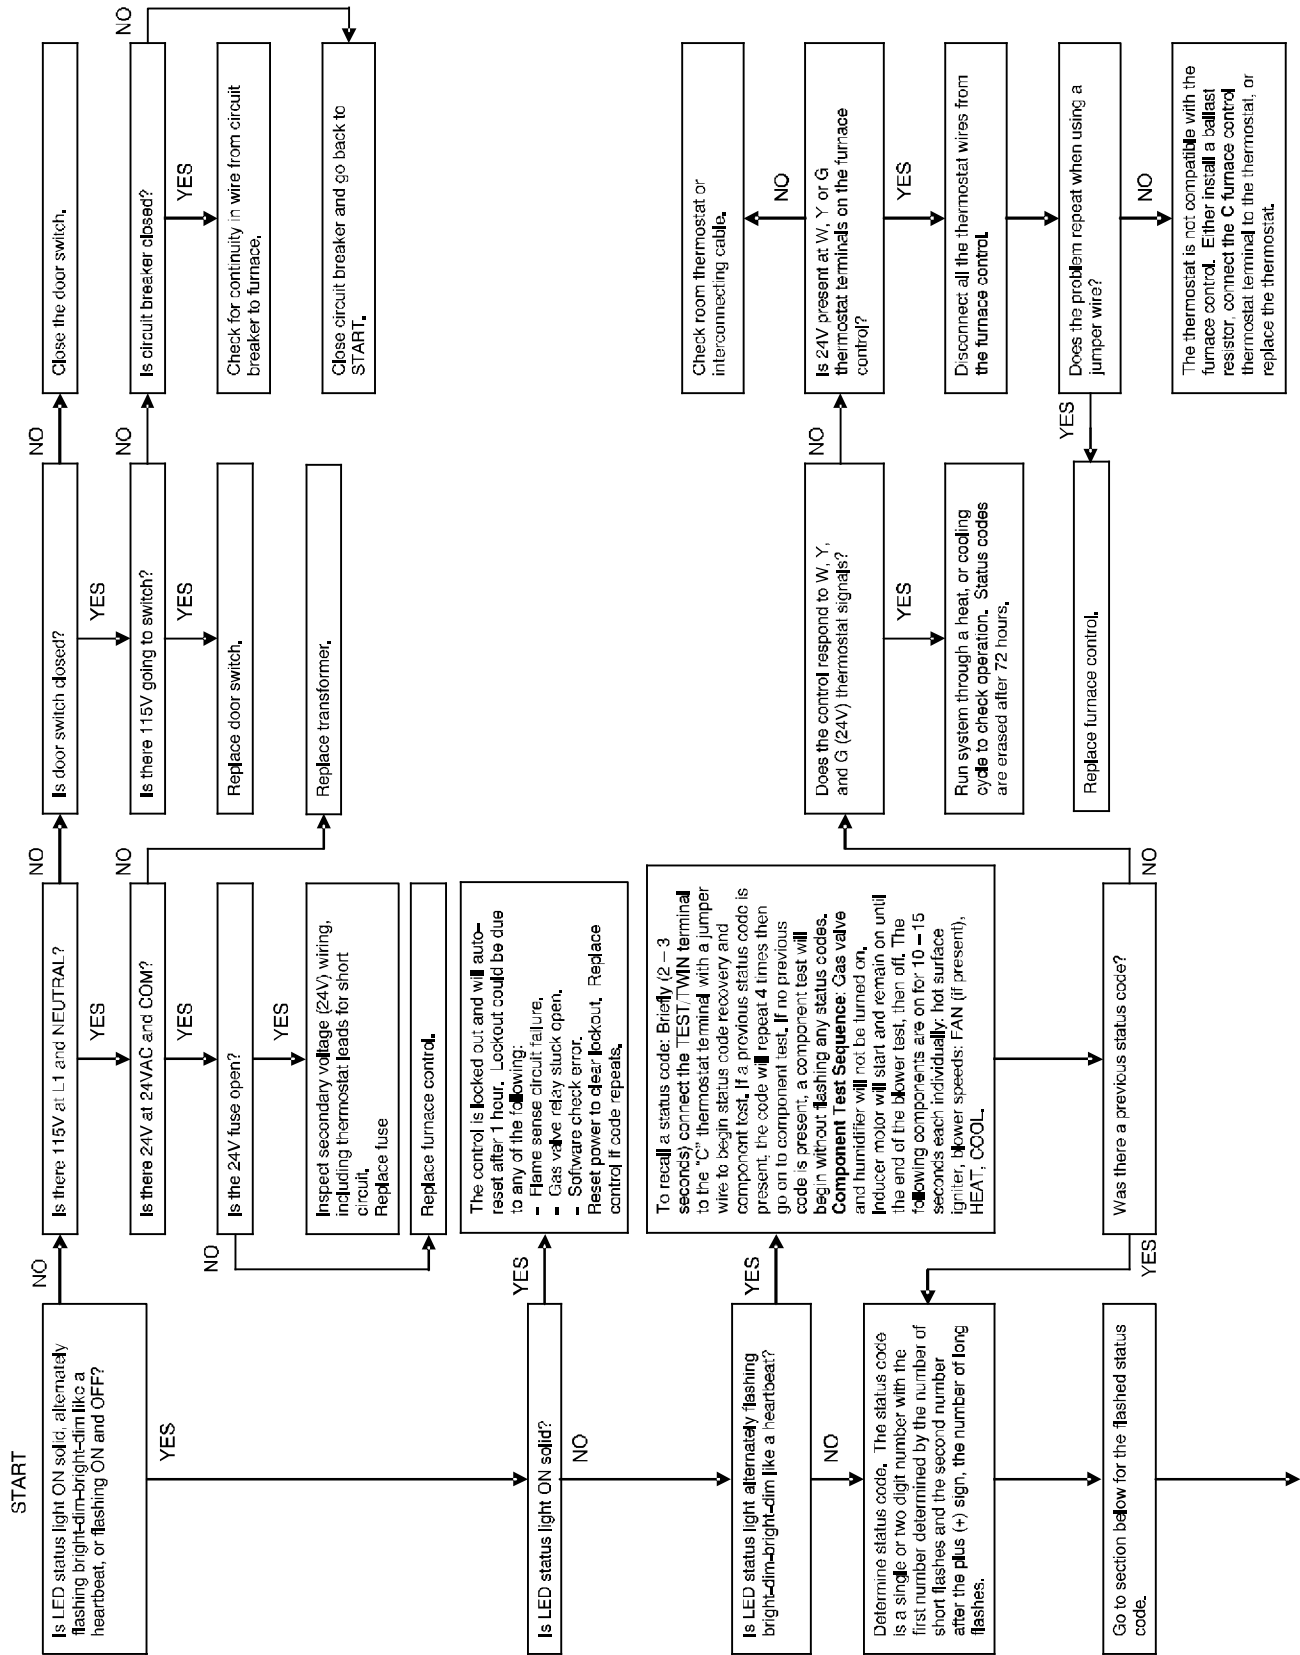 START
Is LED status light ON solid, alternately
flashing bright-dim-bright-dim like a
heartbeat, or flashing ON and OFF?
NO
YES
Is there 115V at L1 and NEUTRAL?
NO
YES
Is door switch closed?
NO
YES
Close the door switch.
Is there 24V at 24VAC and COM?
NO
YES
Is there 115V going to switch?
NO
YES
Is circuit breaker closed?
NO
YES
Is the 24V fuse open?
NO
YES
Replace door switch.
Check for continuity in wire from circuit
breaker to furnace.
Inspect secondary voltage (24V) wiring,
including thermostat leads for short
circuit.
Replace fuse
Replace transformer.
Close circuit breaker and go back to
START.
Replace furnace control.
Is LED status light ON solid?
YES
NO
The control is locked out and will auto-
reset after 1 hour. Lockout could be due
to any of the following:
- Flame sense circuit failure.
- Gas valve relay stuck open.
- Software check error.
Reset power to clear lockout. Replace
control if code repeats.
Is LED status light alternately flashing
bright-dim-bright-dim like a heartbeat?
YES
NO
To recall a status code: Briefly (2 – 3
seconds) connect the TEST/TWIN terminal
to the “C” thermostat terminal with a jumper
wire to begin status code recovery and
component test. If a previous status code is
present, the code will repeat 4 times then
go on to component test. If no previous
code is present, a component test will
begin without flashing any status codes.
Component Test Sequence: Gas valve
and humidifier will not be turned on.
Inducer motor will start and remain on until
the end of the blower test, then off. The
following components are on for 10 – 15
seconds each individually: hot surface
igniter, blower speeds: FAN (if present),
HEAT, COOL.
Determine status code. The status code
is a single or two digit number with the
first number determined by the number of
short flashes and the second number
after the plus (+) sign, the number of long
flashes.
Was there a previous status code?
YES
NO
Go to section below for the flashed status
code.
Does the control respond to W, Y,
and G (24V) thermostat signals?
NO
YES
Run system through a heat, or cooling
cycle to check operation. Status codes
are erased after 72 hours.
Check room thermostat or
interconnecting cable.
NO
Is 24V present at W, Y or G
thermostat terminals on the furnace
control?
YES
Disconnect all the thermostat wires from
the furnace control.
Does the problem repeat when using a
jumper wire?
YES
NO
Replace furnace control.
The thermostat is not compatible with the
furnace control. Either install a ballast
resistor, connect the C furnace control
thermostat terminal to the thermostat, or
replace the thermostat.